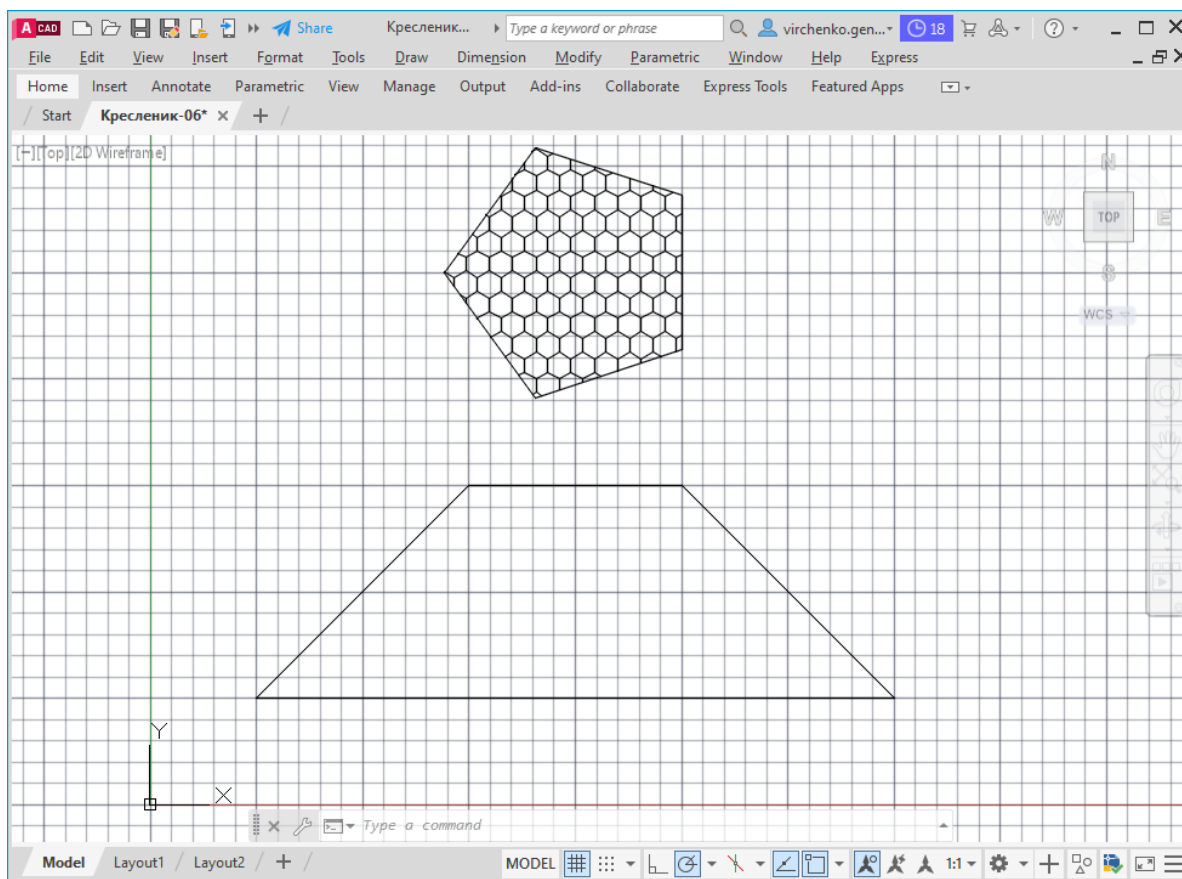 A CAD Share Кресленик... Type a keyword or phrase virchenko.gen... 18
File Edit View Insert Format Tools Draw Dimension Modify Parametric Window Help Express
Home Insert Annotate Parametric View Manage Output Add-ins Collaborate Express Tools Featured Apps
Start Кресленик-06*
[−][Top][2D Wireframe]
N
W TOP E
S
WCS
Y
X
Type a command
Model Layout1 Layout2 MODEL 1:1